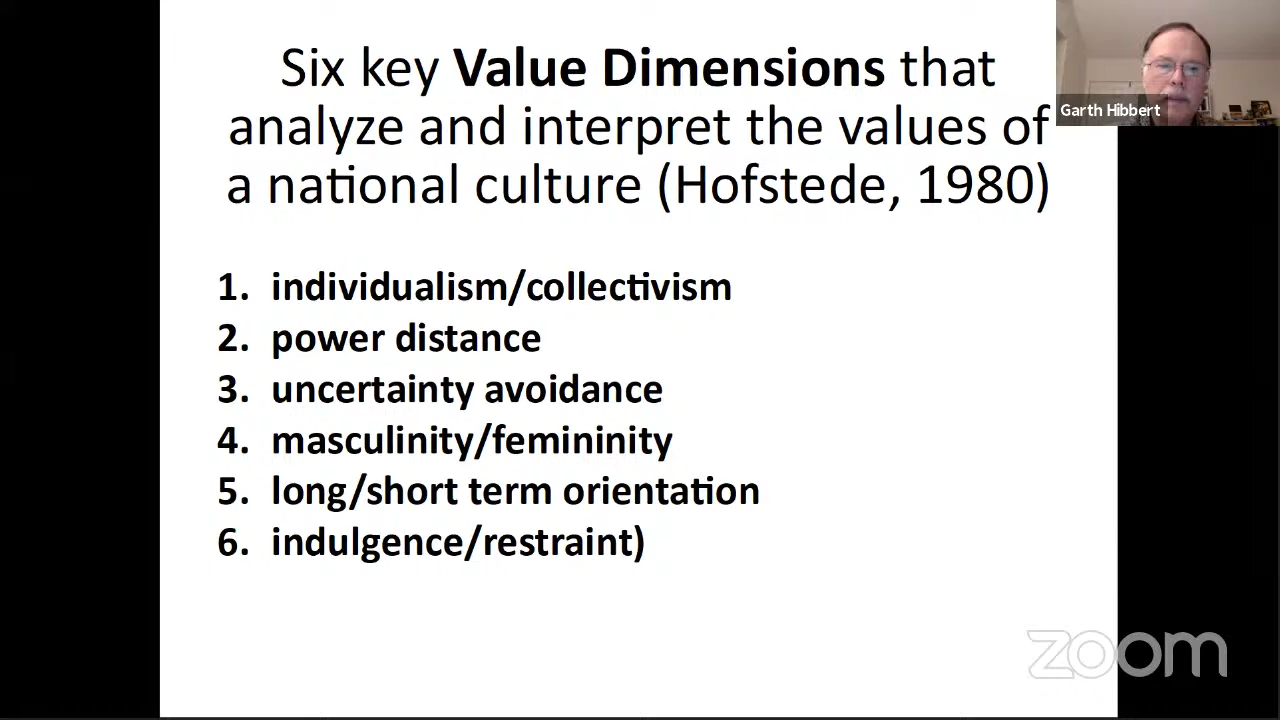 Six key Value Dimensions that
analyze and interpret the values of
a national culture (Hofstede, 1980)
Garth Hibbert
1. individualism/collectivism
2. power distance
3. uncertainty avoidance
4. masculinity/femininity
5. long/short term orientation
6. indulgence/restraint)
zoom